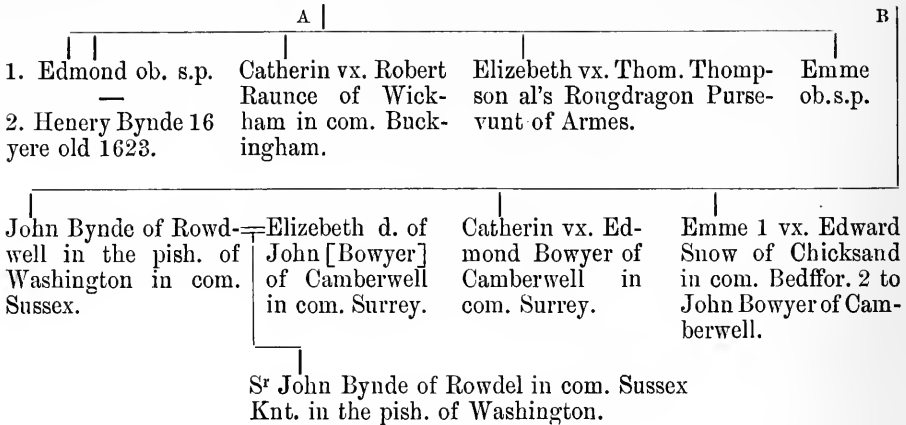 A
B
1. Edmond ob. s.p.
—
2. Henery Bynde 16
yere old 1623.
Catherin vx. Robert
Raunce of Wick-
ham in com. Buck-
ingham.
Elizebeth vx. Thom. Thomp-
son al's Rongdragon Purse-
vunt of Armes.
Emme
ob.s.p.
John Bynde of Rowd-
well in the pish. of
Washington in com.
Sussex.
Elizebeth d. of
John [Bowyer]
of Camberwell
in com. Surrey.
Catherin vx. Ed-
mond Bowyer of
Camberwell in
com. Surrey.
Emme 1 vx. Edward
Snow of Chicksand
in com. Bedffor. 2 to
John Bowyer of Cam-
berwell.
Sʳ John Bynde of Rowdel in com. Sussex
Knt. in the pish. of Washington.